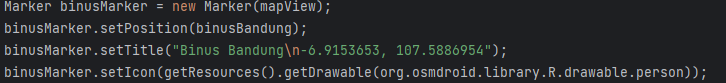 Marker binusMarker = new Marker(mapView);
binusMarker.setPosition(binusBandung);
binusMarker.setTitle("Binus Bandung\n-6.9153653, 107.5886954");
binusMarker.setIcon(getResources().getDrawable(org.osmdroid.library.R.drawable.person));